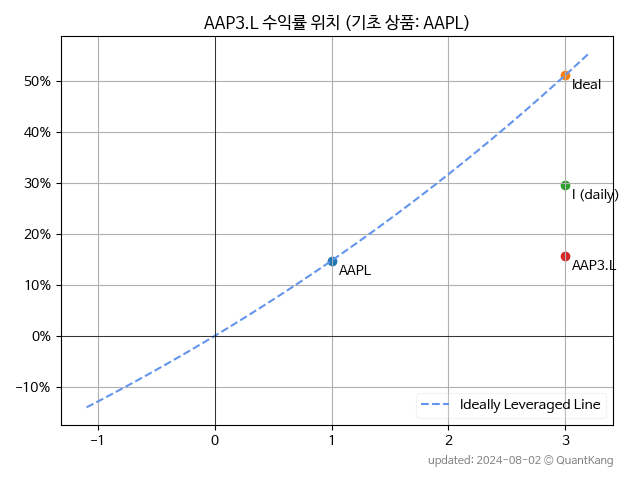 AAP3.L 수익률 위치 (기초 상품: AAPL)
50%
40%
30%
20%
10%
0%
−10%
Ideal
I (daily)
AAP3.L
AAPL
Ideally Leveraged Line
−1
0
1
2
3
updated: 2024-08-02 © QuantKang